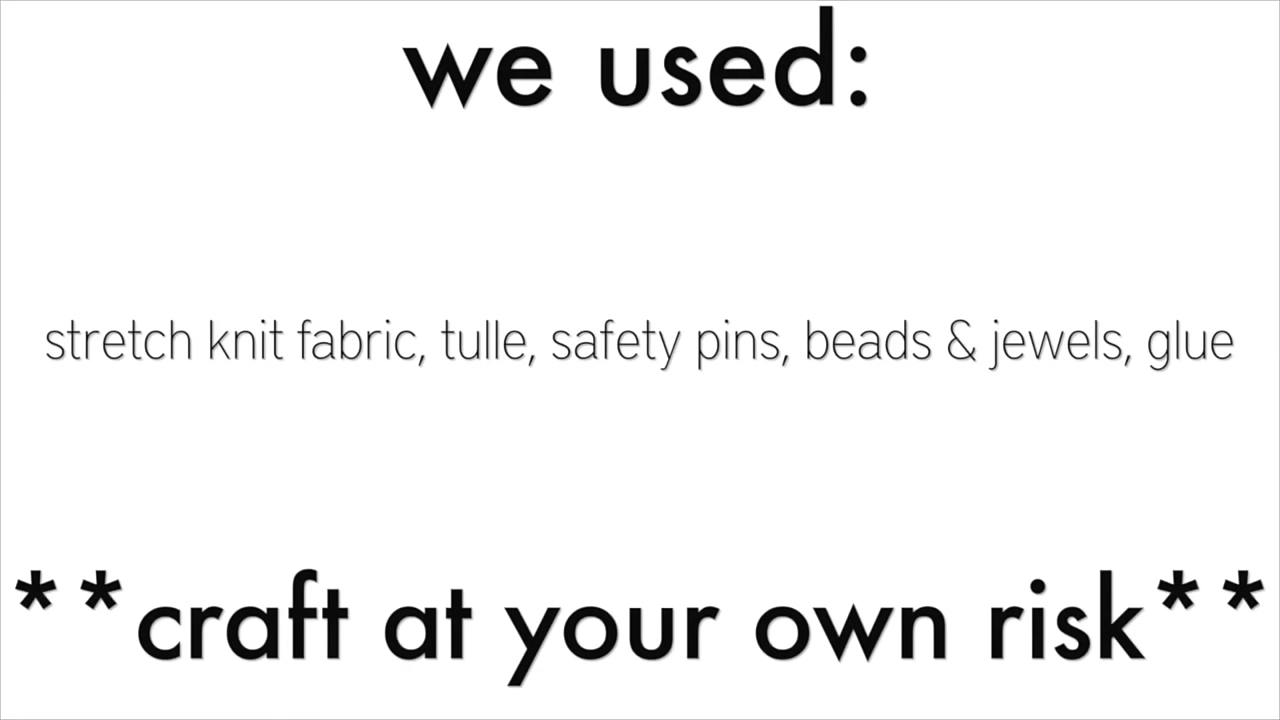 we used:
stretch knit fabric, tulle, safety pins, beads & jewels, glue
**craft at your own risk**